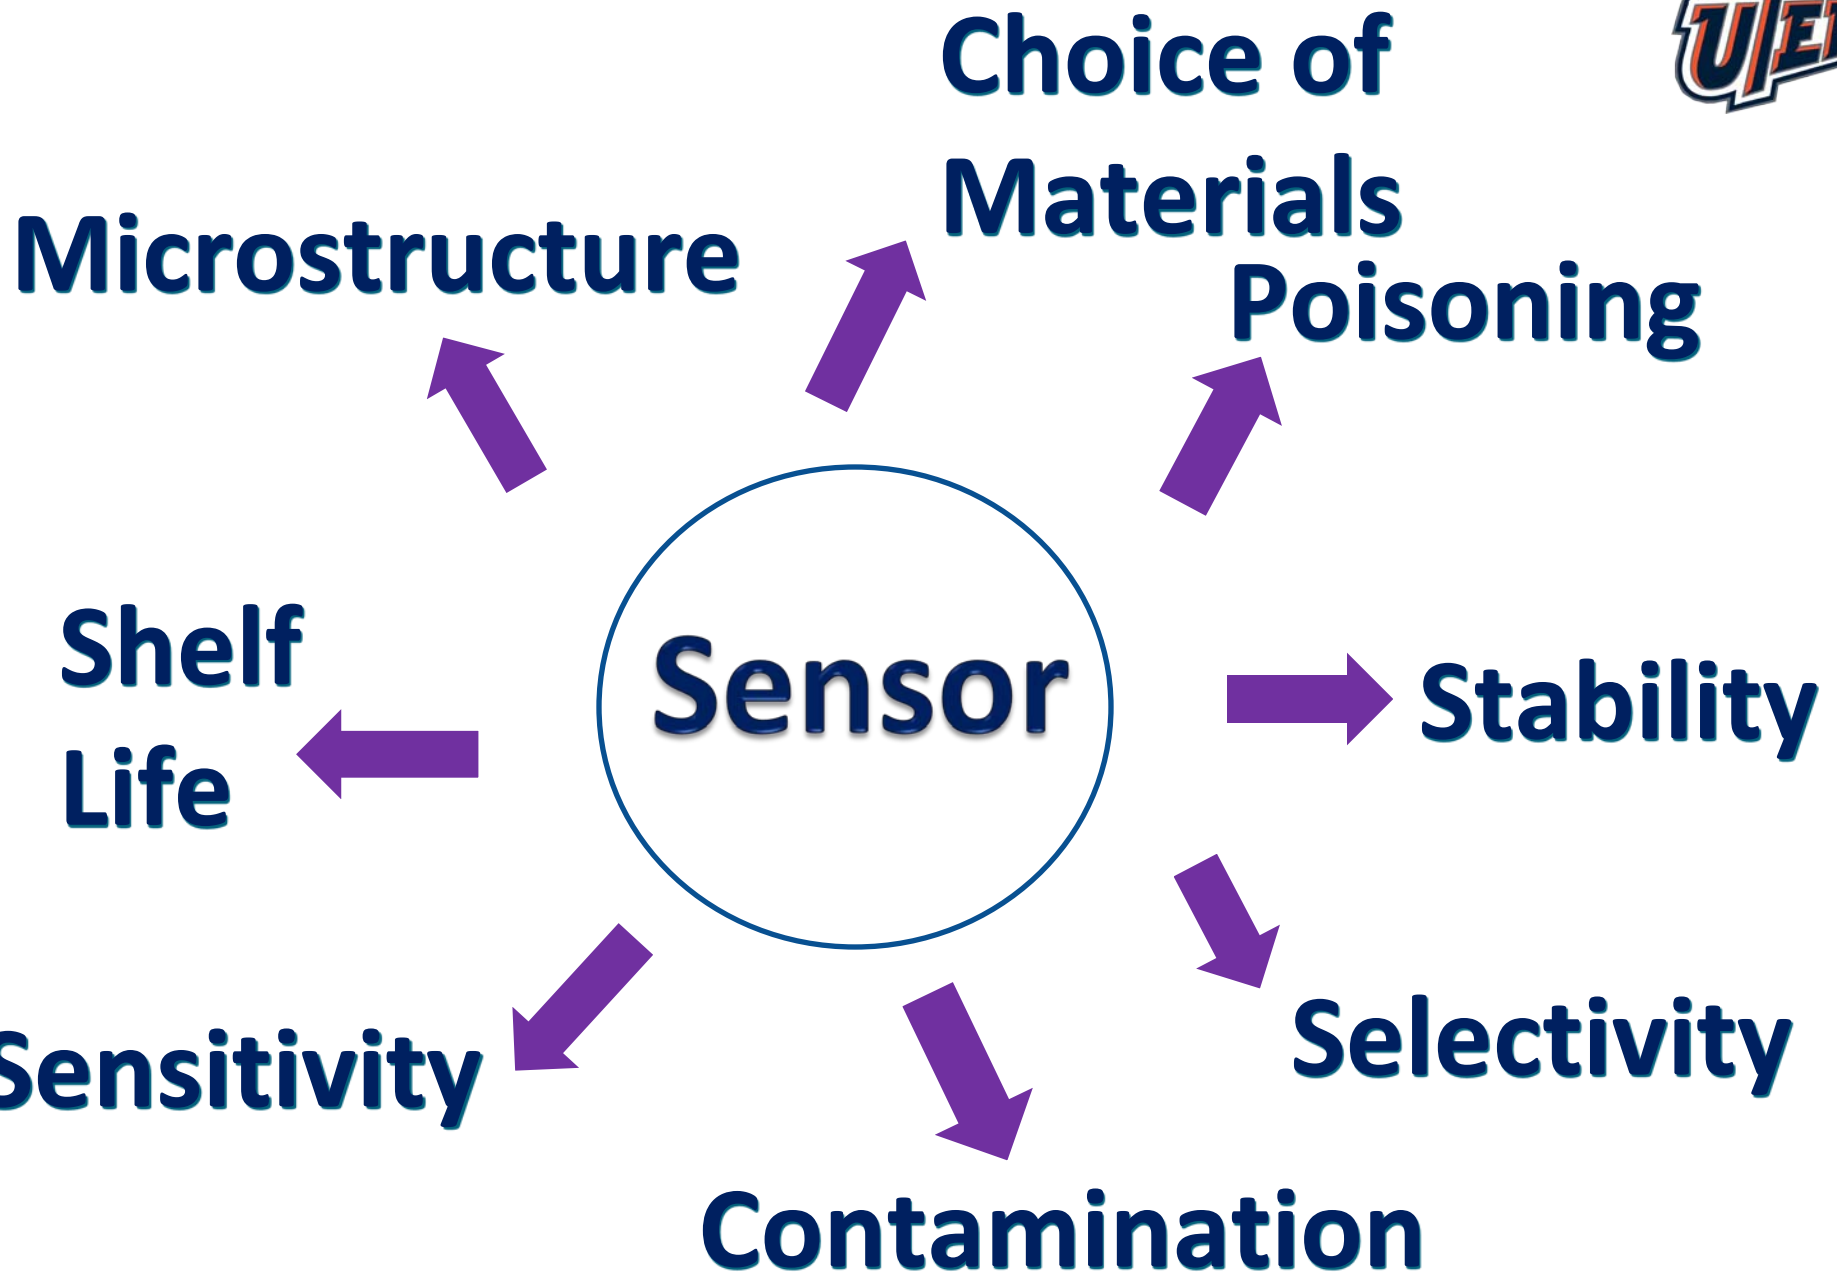 Choice of
Materials
Microstructure
Poisoning
Shelf
Life
Sensor
Stability
Sensitivity
Selectivity
Contamination